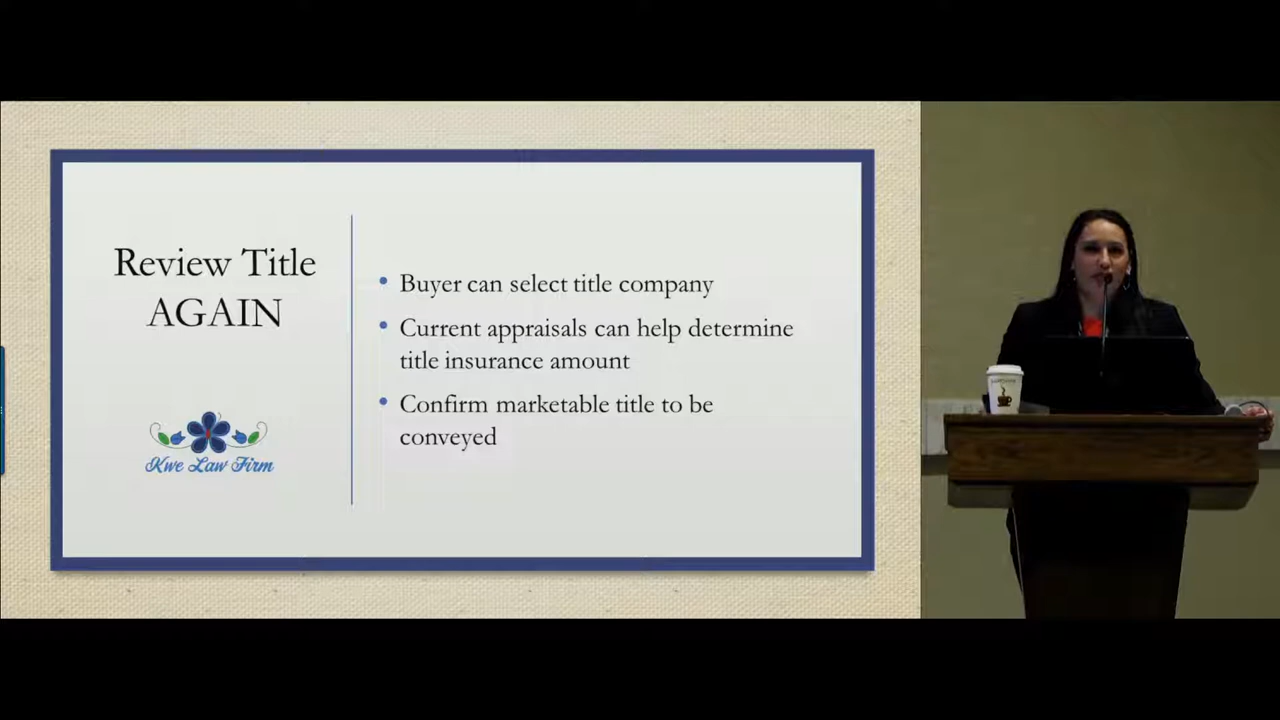 Review Title
AGAIN
Kwe Law Firm
Buyer can select title company
Current appraisals can help determine
title insurance amount
Confirm marketable title to be
conveyed